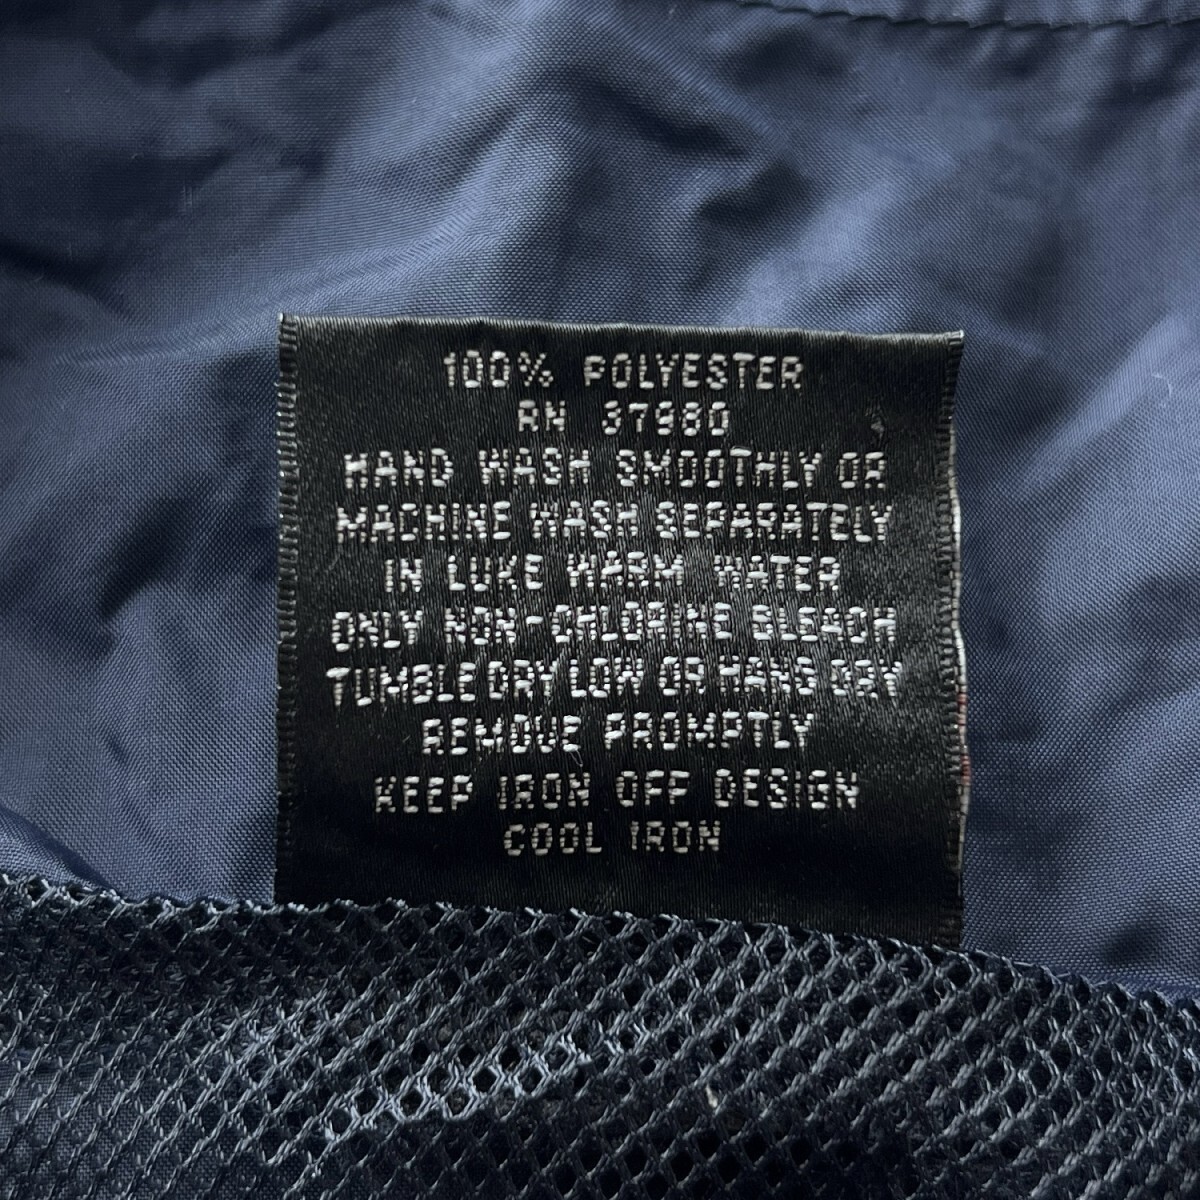 100% POLYESTER
RN 37980
HAND WASH SMOOTHLY OR
MACHINE WASH SEPARATELY
IN LUKE WARM WATER
ONLY NON-CHLORINE BLEACH
TUMBLE DRY LOW OR HANG DRY
REMOVE PROMPTLY
KEEP IRON OFF DESIGN
COOL IRON